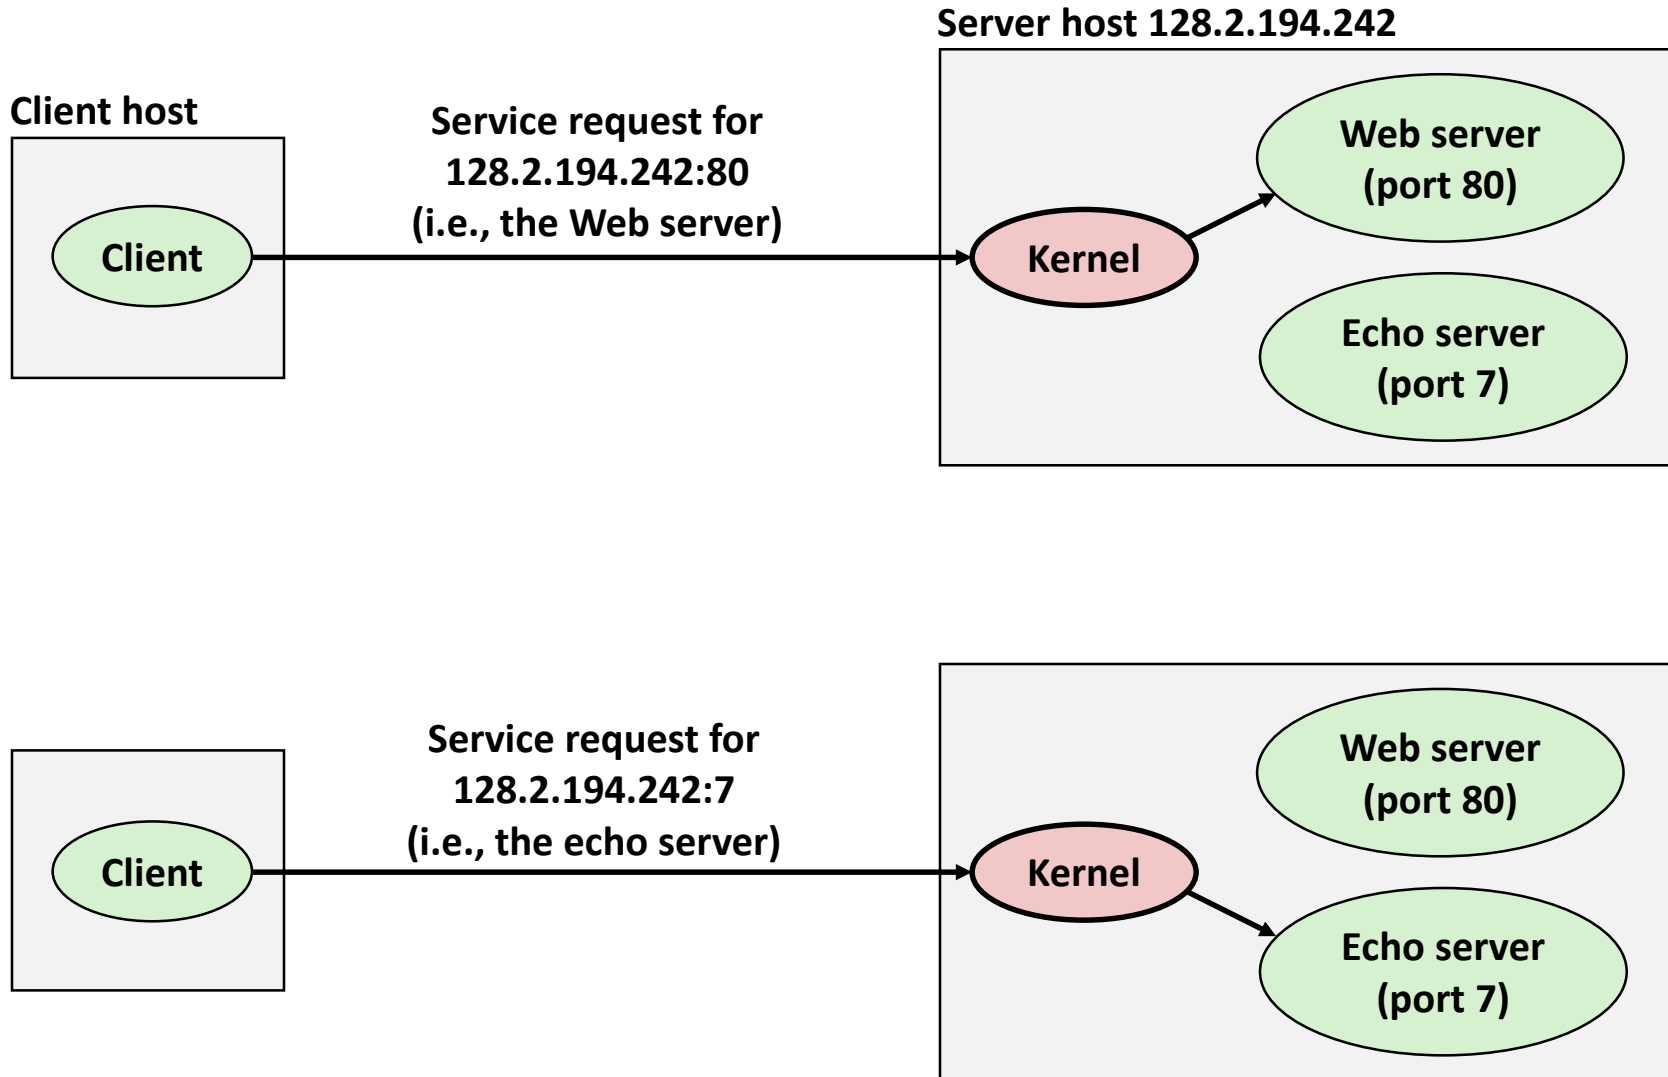 Server host 128.2.194.242
Client host
Service request for
128.2.194.242:80
(i.e., the Web server)
Client
Kernel
Web server
(port 80)
Echo server
(port 7)
Service request for
128.2.194.242:7
(i.e., the echo server)
Client
Kernel
Web server
(port 80)
Echo server
(port 7)